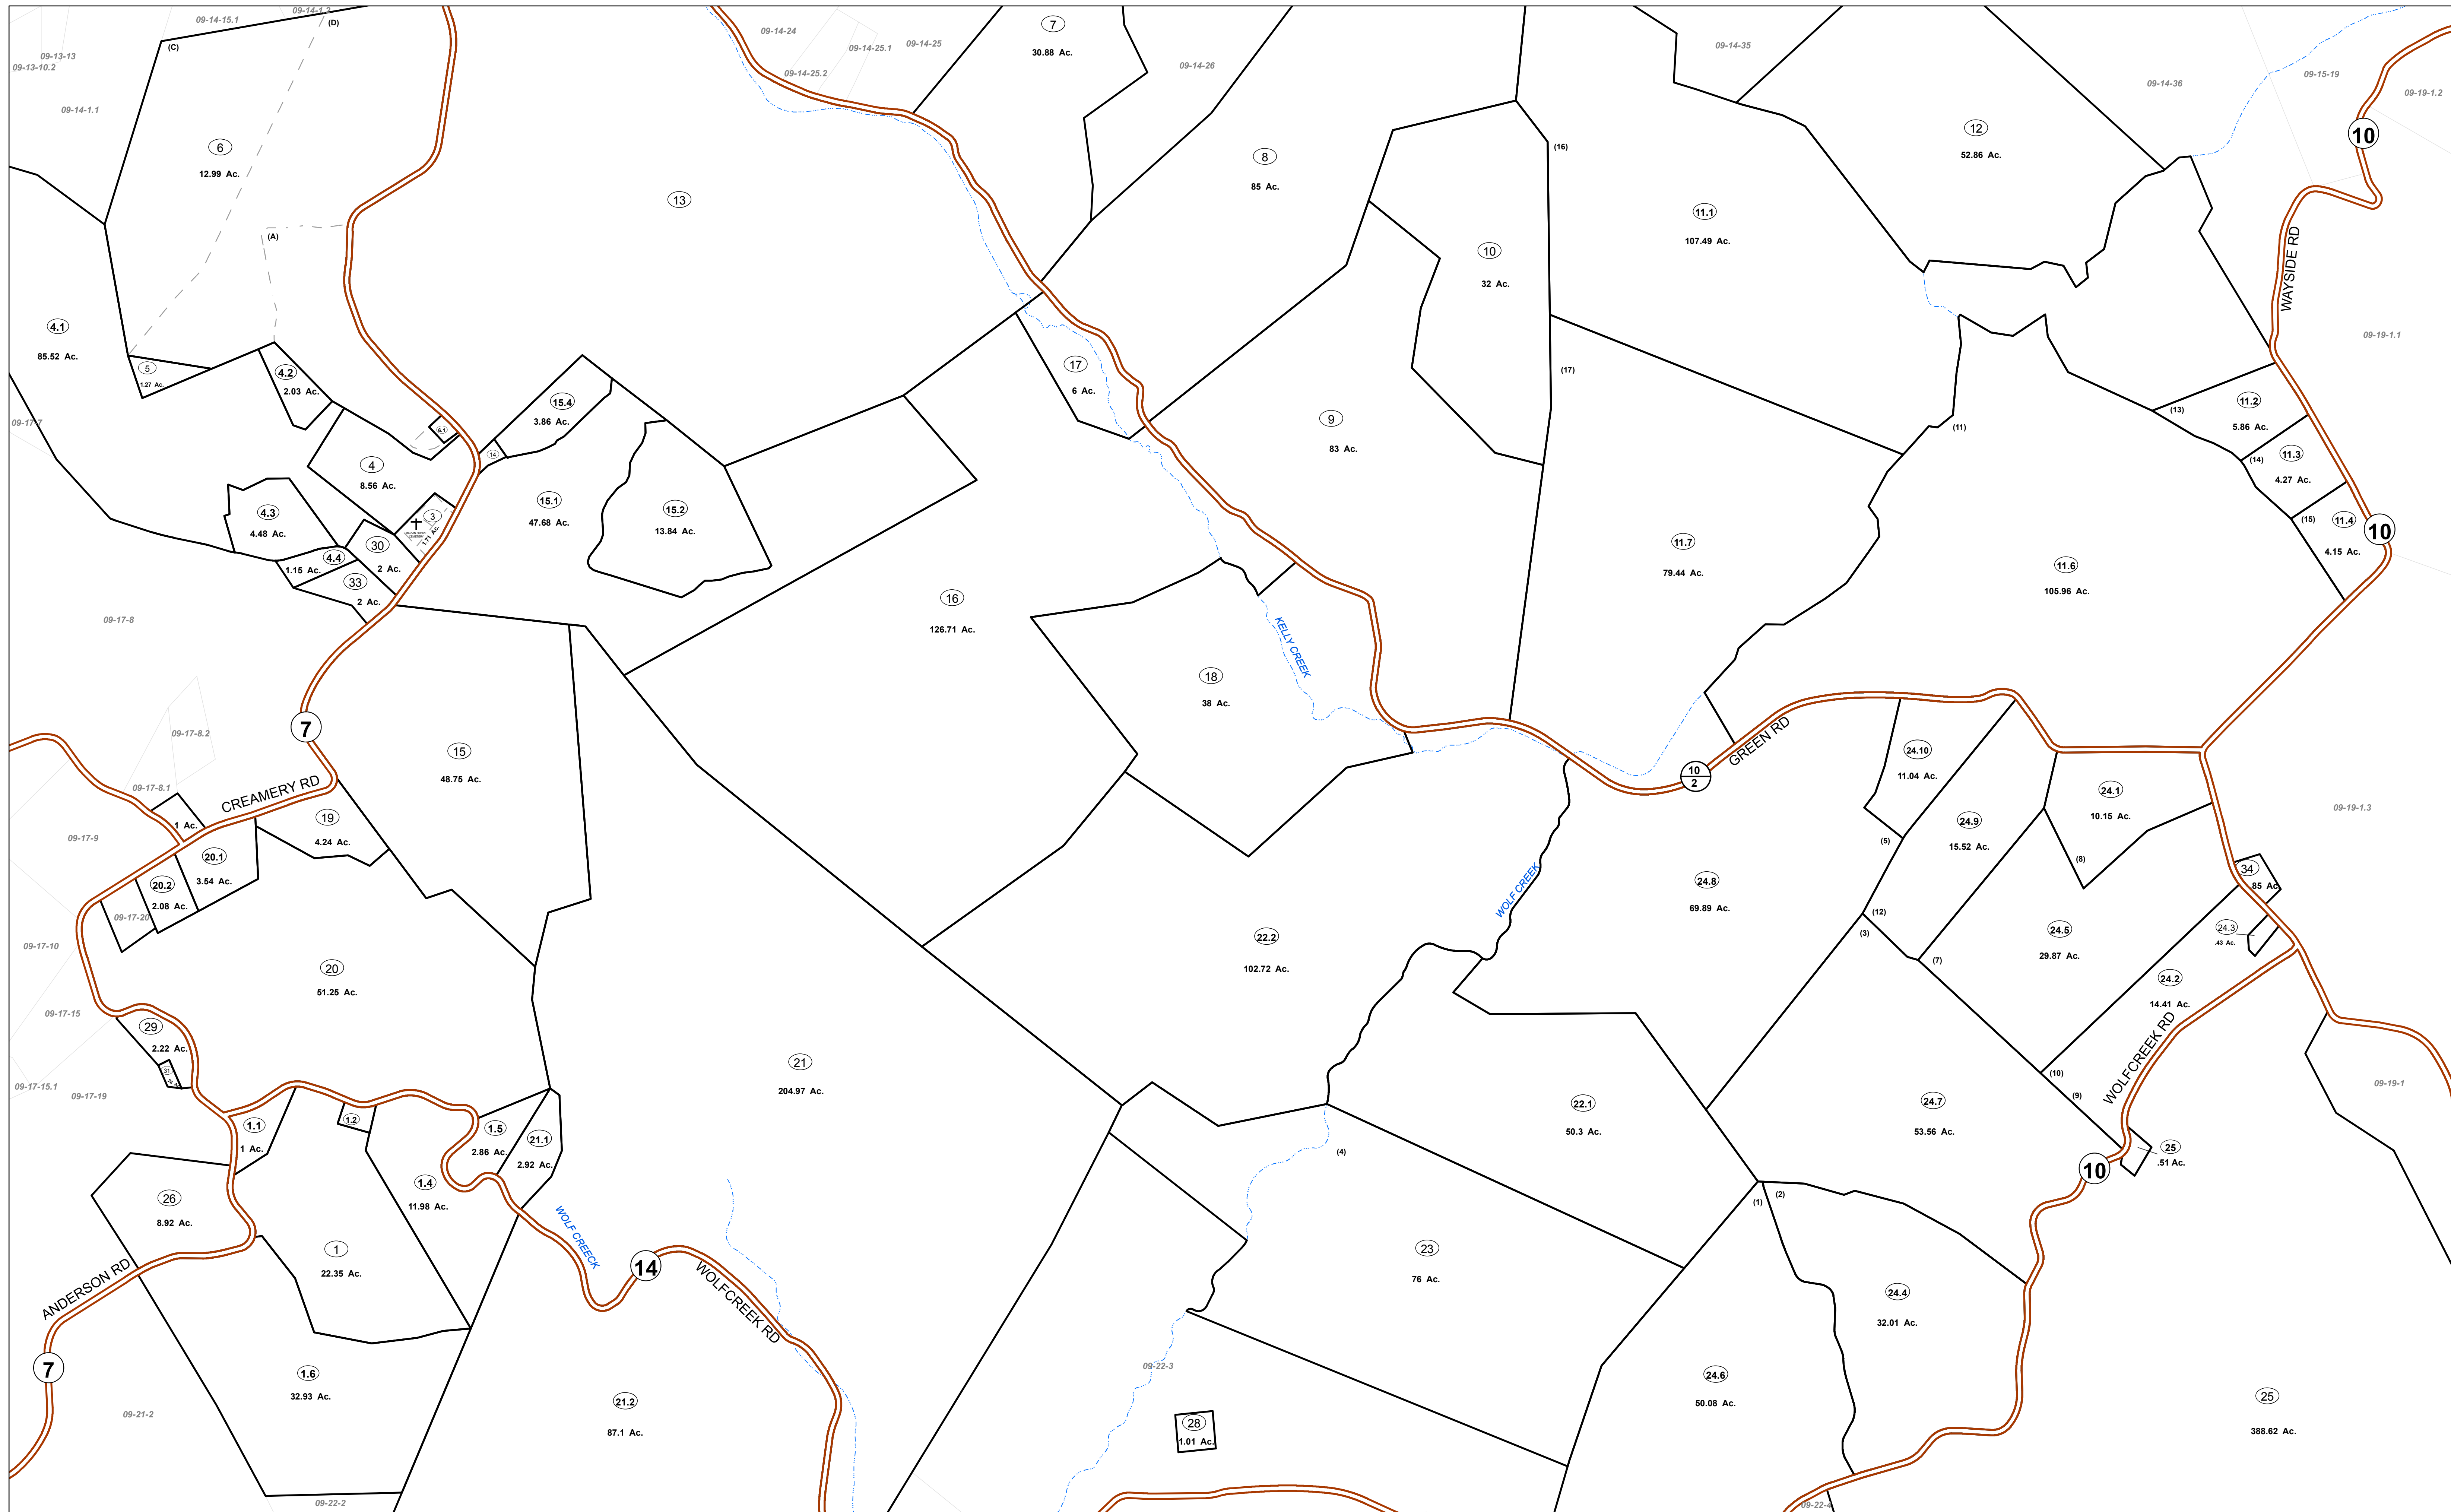 09-14-15.1
09-14-1.3
(D)
(C)
09-13-13
09-13-10.2
09-14-1.1
6
12.99 Ac.
(A)
09-14-24
09-14-25.1
09-14-25
09-14-25.2
7
30.88 Ac.
09-14-26
09-14-35
09-14-36
09-15-19
09-19-1.2
10
13
8
85 Ac.
(16)
12
52.86 Ac.
11.1
107.49 Ac.
10
32 Ac.
WAYSIDE RD
09-19-1.1
4.1
85.52 Ac.
5
1.27 Ac.
4.2
2.03 Ac.
17
6 Ac.
(17)
9
83 Ac.
09-17-7
6.1
15.4
3.86 Ac.
14
4
8.56 Ac.
(11)
(13)
11.2
5.86 Ac.
(14)
11.3
4.27 Ac.
(15)
11.4
4.15 Ac.
10
4.3
4.48 Ac.
3
1.71 Ac.
15.1
47.68 Ac.
15.2
13.84 Ac.
30
2 Ac.
4.4
1.15 Ac.
33
2 Ac.
11.7
79.44 Ac.
11.6
105.96 Ac.
09-17-8
16
126.71 Ac.
KELLY CREEK
18
38 Ac.
7
09-17-8.2
15
48.75 Ac.
09-17-8.1
CREAMERY RD
1 Ac.
19
4.24 Ac.
09-17-9
20.1
3.54 Ac.
20.2
2.08 Ac.
09-17-20
09-17-10
10
2
GREEN RD
24.10
11.04 Ac.
24.1
10.15 Ac.
09-19-1.3
(5)
24.9
15.52 Ac.
(8)
34
.85 Ac.
WOLF CREEK
24.8
69.89 Ac.
(12)
(3)
(7)
24.5
29.87 Ac.
24.3
.43 Ac.
22.2
102.72 Ac.
20
51.25 Ac.
24.2
14.41 Ac.
09-17-15
29
2.22 Ac.
31
09-17-15.1
09-17-19
21
204.97 Ac.
(10)
(9)
WOLFCREEK RD
09-19-1
1.1
1 Ac.
1.2
1.5
2.86 Ac.
21.1
2.92 Ac.
22.1
50.3 Ac.
24.7
53.56 Ac.
(4)
25
.51 Ac.
10
26
8.92 Ac.
1.4
11.98 Ac.
(1)
(2)
WOLF CREECK
1
22.35 Ac.
23
76 Ac.
14
WOLFCREEK RD
ANDERSON RD
7
24.4
32.01 Ac.
1.6
32.93 Ac.
09-22-3
24.6
50.08 Ac.
25
388.62 Ac.
09-21-2
21.2
87.1 Ac.
28
1.01 Ac.
09-22-2
09-22-4